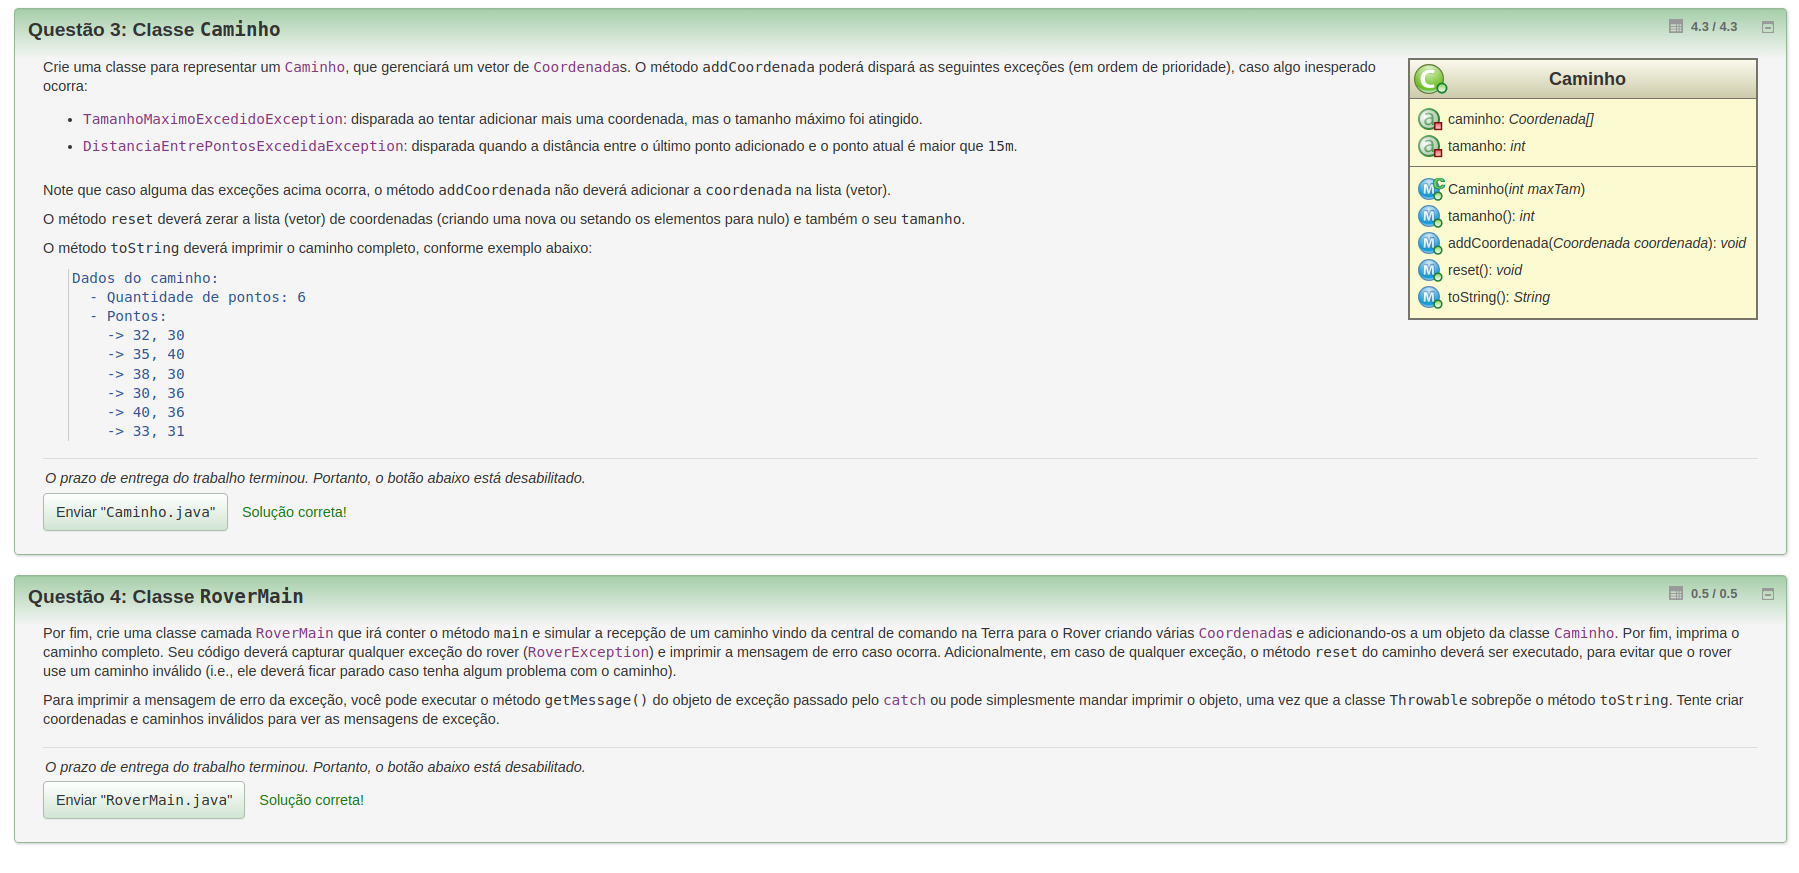 Questão 3: Classe Caminho
4.3 / 4.3
Crie uma classe para representar um Caminho, que gerenciará um vetor de Coordenadas. O método addCoordenada poderá dispará as seguintes exceções (em ordem de prioridade), caso algo inesperado
ocorra:
• TamanhoMaximoExcedidoException: disparada ao tentar adicionar mais uma coordenada, mas o tamanho máximo foi atingido.
• DistanciaEntrePontosExcedidaException: disparada quando a distância entre o último ponto adicionado e o ponto atual é maior que 15m.
Note que caso alguma das exceções acima ocorra, o método addCoordenada não deverá adicionar a coordenada na lista (vetor).
O método reset deverá zerar a lista (vetor) de coordenadas (criando uma nova ou setando os elementos para nulo) e também o seu tamanho.
O método toString deverá imprimir o caminho completo, conforme exemplo abaixo:
Dados do caminho:
- Quantidade de pontos: 6
- Pontos:
-> 32, 30
-> 35, 40
-> 38, 30
-> 30, 36
-> 40, 36
-> 33, 31
C Caminho
a caminho: Coordenada[]
a tamanho: int
M C Caminho(int maxTam)
M tamanho(): int
M addCoordenada(Coordenada coordenada): void
M reset(): void
M toString(): String
O prazo de entrega do trabalho terminou. Portanto, o botão abaixo está desabilitado.
Enviar "Caminho.java" Solução correta!
Questão 4: Classe RoverMain
0.5 / 0.5
Por fim, crie uma classe camada RoverMain que irá conter o método main e simular a recepção de um caminho vindo da central de comando na Terra para o Rover criando várias Coordenadas e adicionando-os a um objeto da classe Caminho. Por fim, imprima o
caminho completo. Seu código deverá capturar qualquer exceção do rover (RoverException) e imprimir a mensagem de erro caso ocorra. Adicionalmente, em caso de qualquer exceção, o método reset do caminho deverá ser executado, para evitar que o rover
use um caminho inválido (i.e., ele deverá ficar parado caso tenha algum problema com o caminho).
Para imprimir a mensagem de erro da exceção, você pode executar o método getMessage() do objeto de exceção passado pelo catch ou pode simplesmente mandar imprimir o objeto, uma vez que a classe Throwable sobrepõe o método toString. Tente criar
coordenadas e caminhos inválidos para ver as mensagens de exceção.
O prazo de entrega do trabalho terminou. Portanto, o botão abaixo está desabilitado.
Enviar "RoverMain.java" Solução correta!